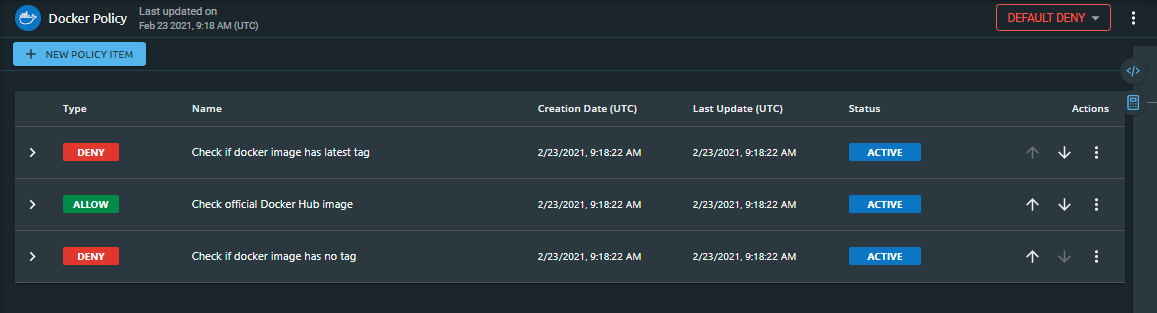 Docker Policy
Last updated on
Feb 23 2021, 9:18 AM (UTC)
DEFAULT DENY
+ NEW POLICY ITEM
</>
Type Name Creation Date (UTC) Last Update (UTC) Status Actions
DENY Check if docker image has latest tag 2/23/2021, 9:18:22 AM 2/23/2021, 9:18:22 AM ACTIVE
ALLOW Check official Docker Hub image 2/23/2021, 9:18:22 AM 2/23/2021, 9:18:22 AM ACTIVE
DENY Check if docker image has no tag 2/23/2021, 9:18:22 AM 2/23/2021, 9:18:22 AM ACTIVE